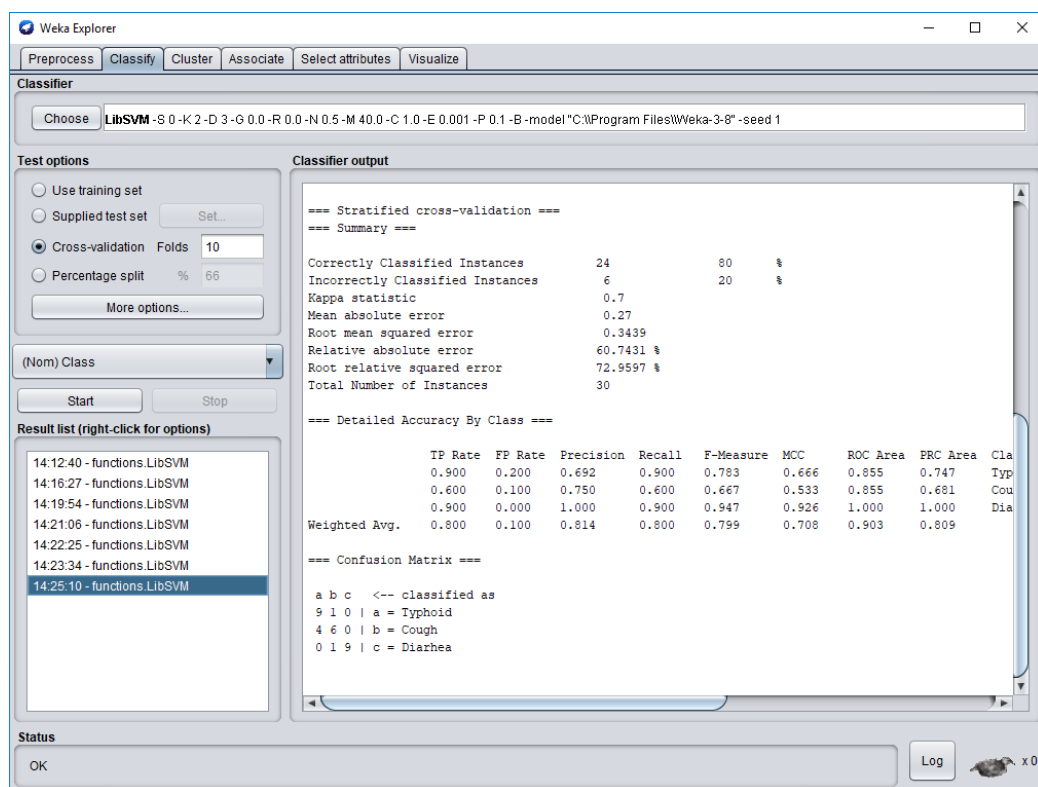 Weka Explorer
Preprocess Classify Cluster Associate Select attributes Visualize
Classifier
Choose LibSVM -S 0 -K 2 -D 3 -G 0.0 -R 0.0 -N 0.5 -M 40.0 -C 1.0 -E 0.001 -P 0.1 -B -model "C:\\Program Files\\Weka-3-8" -seed 1
Test options
Use training set
Supplied test set Set...
Cross-validation Folds 10
Percentage split % 66
More options...
(Nom) Class
Start Stop
Result list (right-click for options)
14:12:40 - functions.LibSVM
14:16:27 - functions.LibSVM
14:19:54 - functions.LibSVM
14:21:06 - functions.LibSVM
14:22:25 - functions.LibSVM
14:23:34 - functions.LibSVM
14:25:10 - functions.LibSVM
Classifier output
=== Stratified cross-validation ===
=== Summary ===
Correctly Classified Instances 24 80 %
Incorrectly Classified Instances 6 20 %
Kappa statistic 0.7
Mean absolute error 0.27
Root mean squared error 0.3439
Relative absolute error 60.7431 %
Root relative squared error 72.9597 %
Total Number of Instances 30
=== Detailed Accuracy By Class ===
TP Rate FP Rate Precision Recall F-Measure MCC ROC Area PRC Area Cla
0.900 0.200 0.692 0.900 0.783 0.666 0.855 0.747 Typ
0.600 0.100 0.750 0.600 0.667 0.533 0.855 0.681 Cou
0.900 0.000 1.000 0.900 0.947 0.926 1.000 1.000 Dia
Weighted Avg. 0.800 0.100 0.814 0.800 0.799 0.708 0.903 0.809
=== Confusion Matrix ===
a b c <-- classified as
9 1 0 | a = Typhoid
4 6 0 | b = Cough
0 1 9 | c = Diarhea
Status
OK
Log
x 0